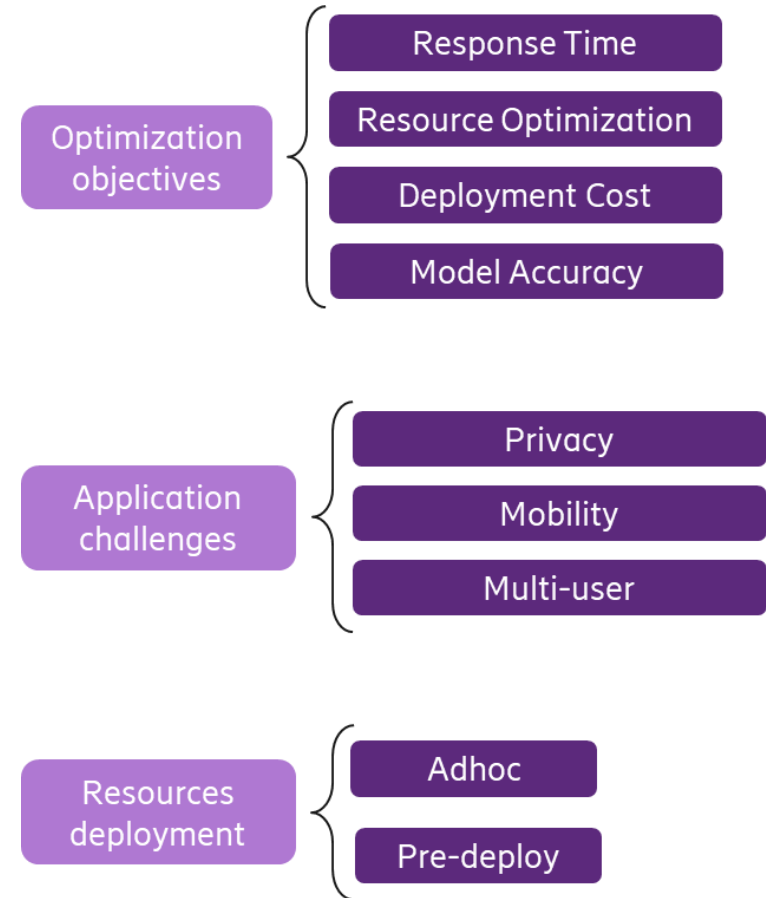 Optimization
objectives
Response Time
Resource Optimization
Deployment Cost
Model Accuracy
Application
challenges
Privacy
Mobility
Multi-user
Resources
deployment
Adhoc
Pre-deploy